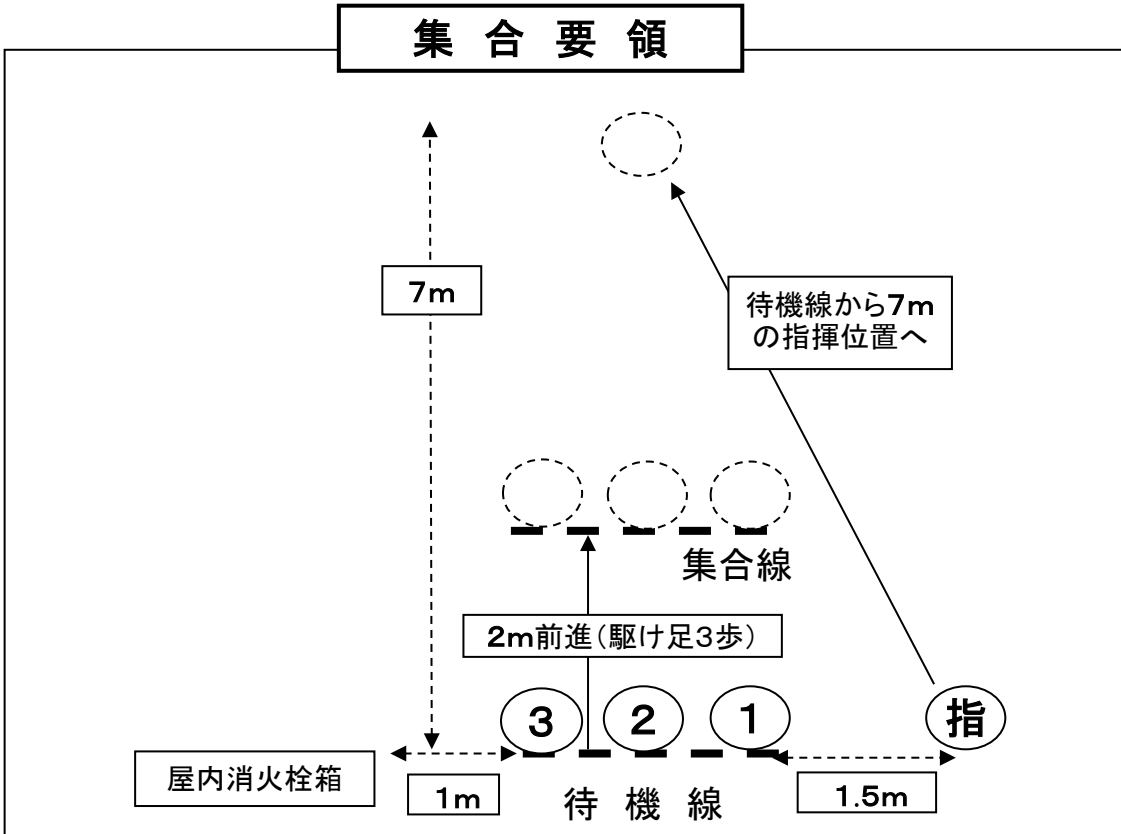 集合要領
7m
待機線から7m
の指揮位置へ
集合線
2m前進（駆け足3歩）
3
2
1
指
屋内消火栓箱
1m
待機線
1.5m